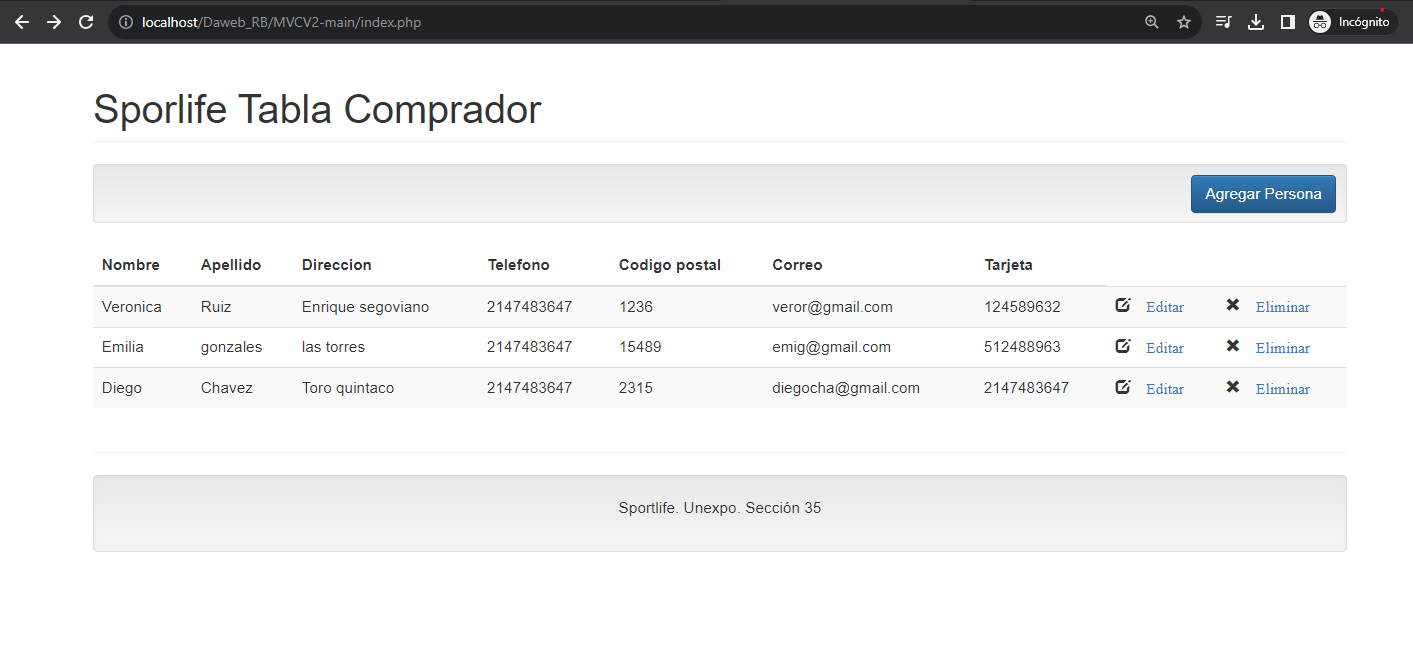 localhost/Daweb_RB/MVCV2-main/index.php Incógnito
Sporlife Tabla Comprador
Agregar Persona
Nombre Apellido Direccion Telefono Codigo postal Correo Tarjeta
Veronica Ruiz Enrique segoviano 2147483647 1236 veror@gmail.com 124589632 Editar Eliminar
Emilia gonzales las torres 2147483647 15489 emig@gmail.com 512488963 Editar Eliminar
Diego Chavez Toro quintaco 2147483647 2315 diegocha@gmail.com 2147483647 Editar Eliminar
Sportlife. Unexpo. Sección 35